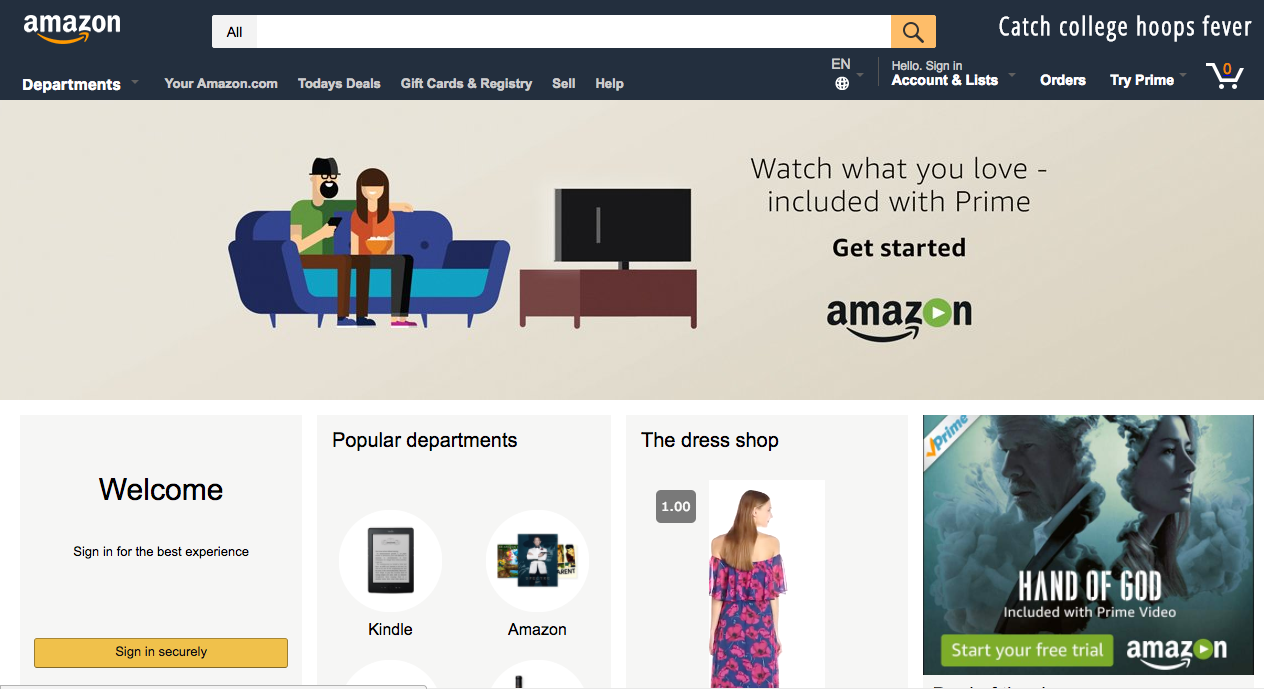 amazon
All
Catch college hoops fever
Departments
Your Amazon.com
Todays Deals
Gift Cards & Registry
Sell
Help
EN
Hello. Sign in
Account & Lists
Orders
Try Prime
0
Watch what you love -
included with Prime
Get started
amazon
Welcome
Sign in for the best experience
Sign in securely
Popular departments
Kindle
Amazon
The dress shop
1.00
Prime
HAND OF GOD
Included with Prime Video
Start your free trial
amazon